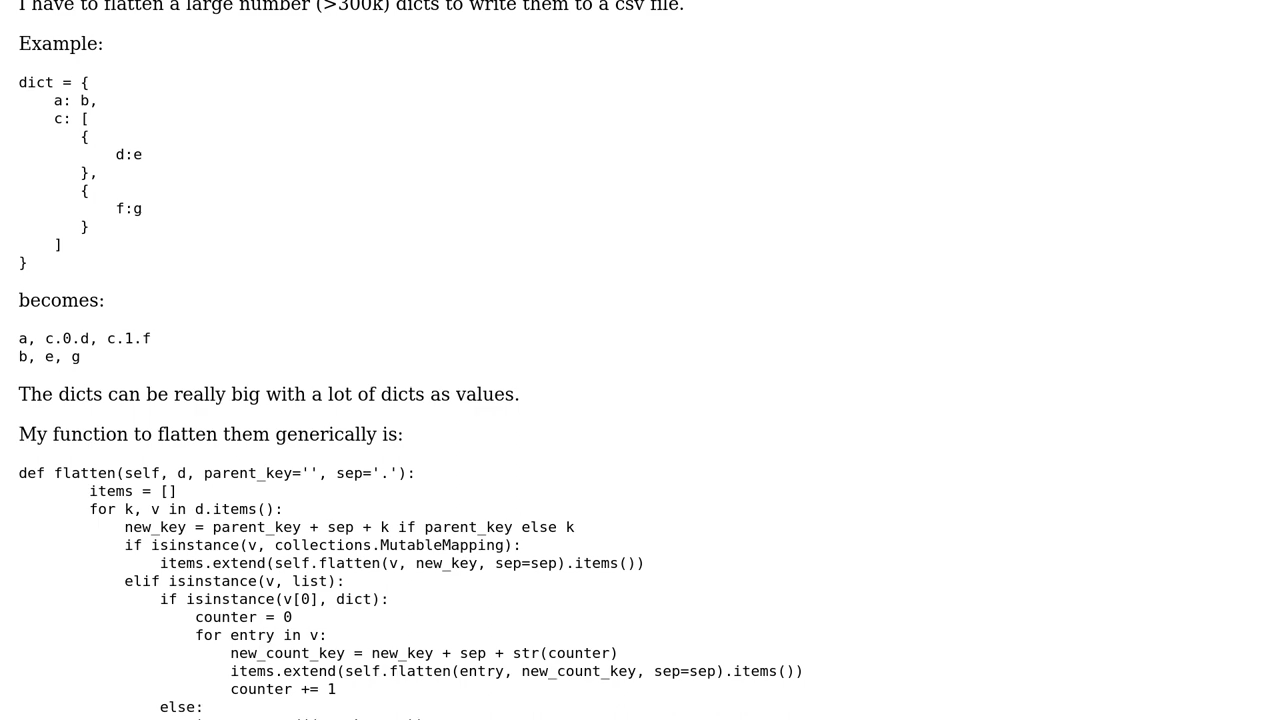 I have to flatten a large number (>300k) dicts to write them to a csv file.
Example:
dict = {
    a: b,
    c: [
       {
           d:e
       },
       {
           f:g
       }
    ]
}
becomes:
a, c.0.d, c.1.f
b, e, g
The dicts can be really big with a lot of dicts as values.
My function to flatten them generically is:
def flatten(self, d, parent_key='', sep='.'):
        items = []
        for k, v in d.items():
            new_key = parent_key + sep + k if parent_key else k
            if isinstance(v, collections.MutableMapping):
                items.extend(self.flatten(v, new_key, sep=sep).items())
            elif isinstance(v, list):
                if isinstance(v[0], dict):
                    counter = 0
                    for entry in v:
                        new_count_key = new_key + sep + str(counter)
                        items.extend(self.flatten(entry, new_count_key, sep=sep).items())
                        counter += 1
                else: